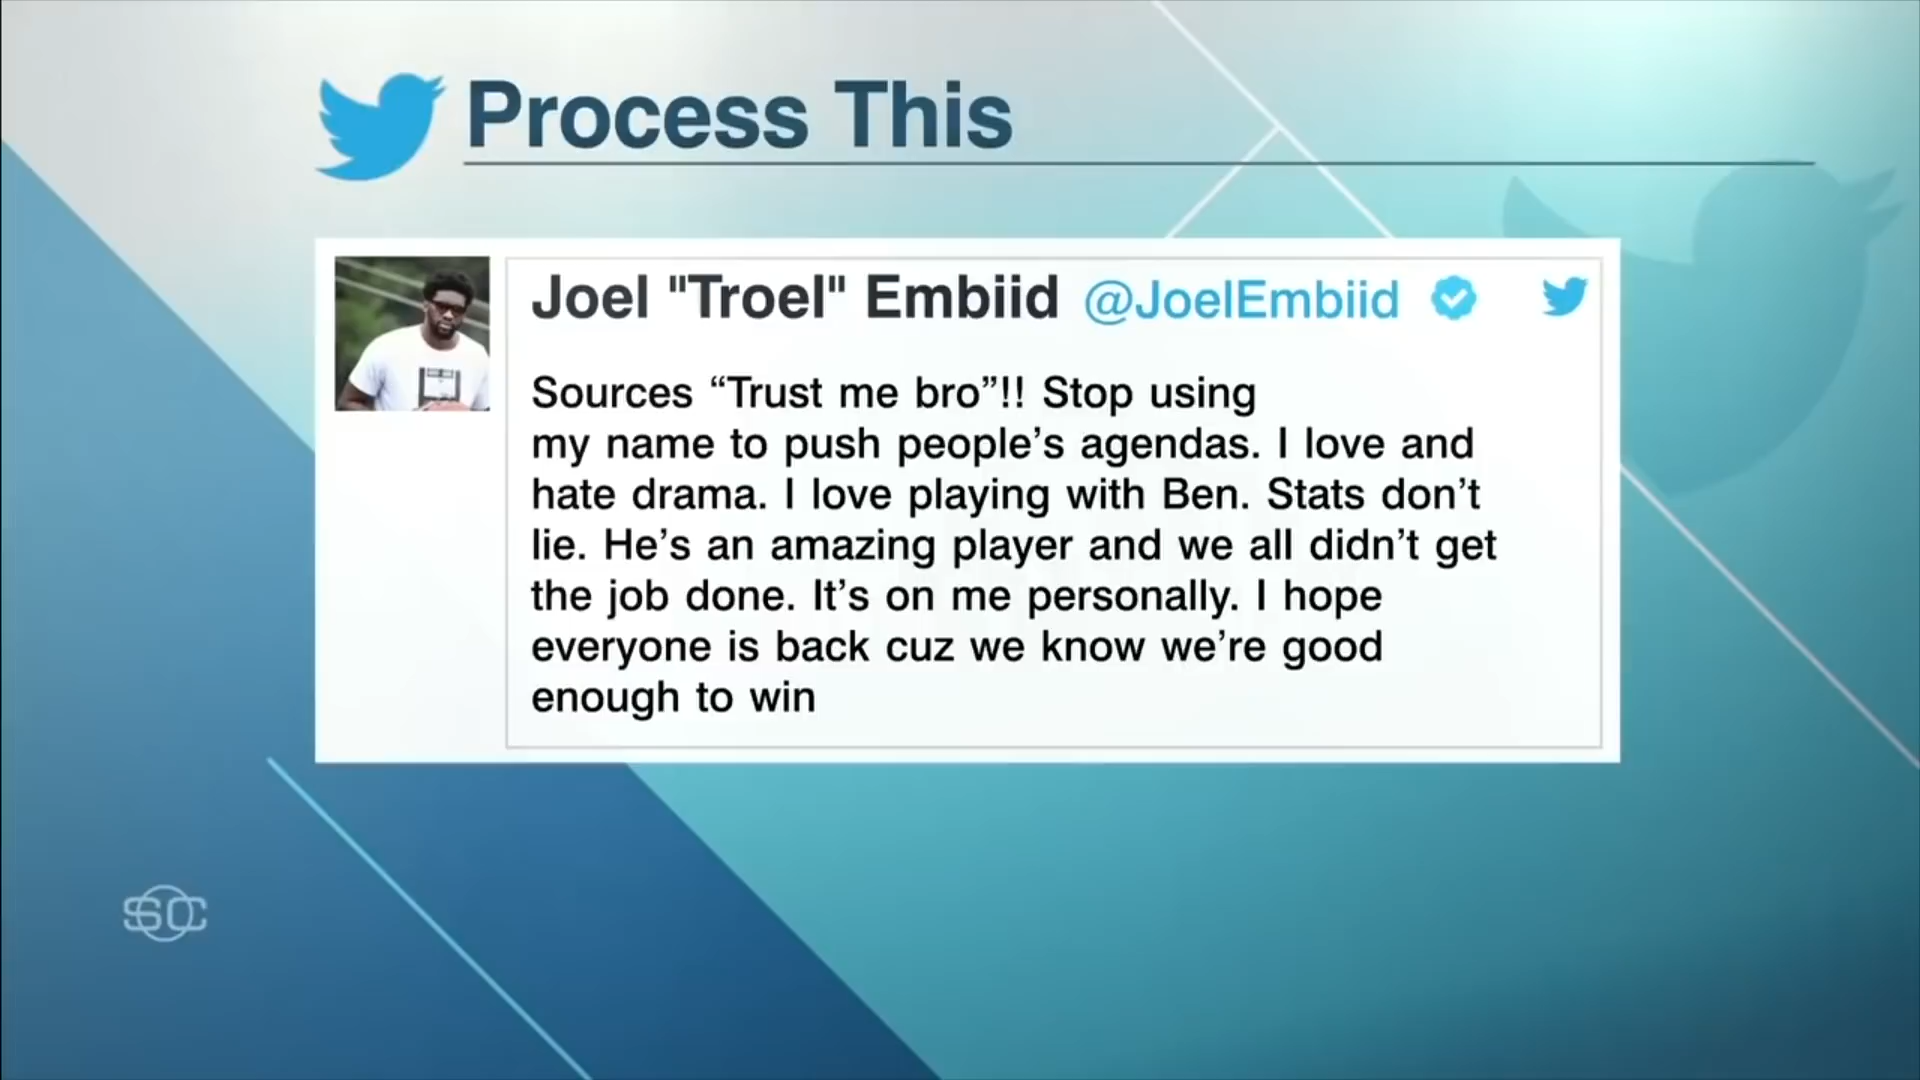 Process This
Joel "Troel" Embiid @JoelEmbiid
Sources “Trust me bro”!! Stop using
my name to push people’s agendas. I love and
hate drama. I love playing with Ben. Stats don’t
lie. He’s an amazing player and we all didn’t get
the job done. It’s on me personally. I hope
everyone is back cuz we know we’re good
enough to win
SC